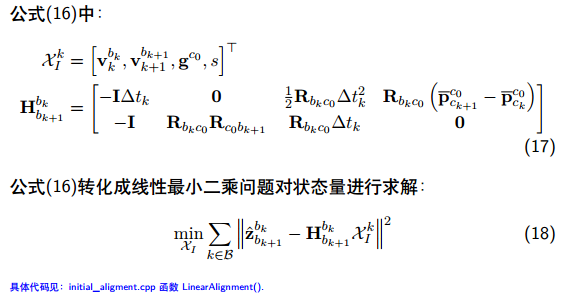 公式(16)中：
$\mathcal{X}_I^k = \left[\mathbf{v}_k^{b_k}, \mathbf{v}_{k+1}^{b_{k+1}}, \mathbf{g}^{c_0}, s\right]^\top$
$\mathbf{H}_{b_{k+1}}^{b_k} = \begin{bmatrix} -\mathbf{I}\Delta t_k & \mathbf{0} & \frac{1}{2}\mathbf{R}_{b_k c_0}\Delta t_k^2 & \mathbf{R}_{b_k c_0}\left(\overline{\mathbf{p}}_{c_{k+1}}^{c_0} - \overline{\mathbf{p}}_{c_k}^{c_0}\right) \\ -\mathbf{I} & \mathbf{R}_{b_k c_0}\mathbf{R}_{c_0 b_{k+1}} & \mathbf{R}_{b_k c_0}\Delta t_k & \mathbf{0} \end{bmatrix}$
(17)
公式(16)转化成线性最小二乘问题对状态量进行求解：
$\min_{\mathcal{X}_I} \sum_{k \in \mathcal{B}} \left\| \hat{\mathbf{z}}_{b_{k+1}}^{b_k} - \mathbf{H}_{b_{k+1}}^{b_k} \mathcal{X}_I^k \right\|^2$ (18)
具体代码见：initial_aligment.cpp 函数 LinearAlignment().